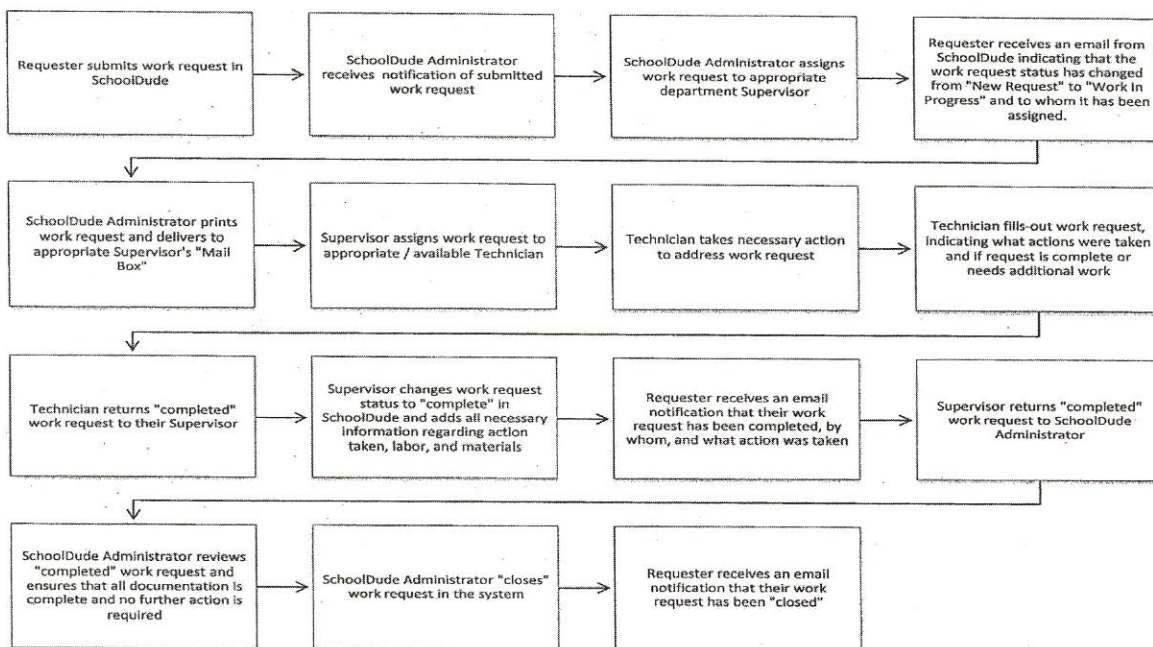 Requester submits work request in
SchoolDude
SchoolDude Administrator
receives notification of submitted
work request
SchoolDude Administrator assigns
work request to appropriate
department Supervisor
Requester receives an email from
SchoolDude indicating that the
work request status has changed
from "New Request" to "Work In
Progress" and to whom it has been
assigned.
SchoolDude Administrator prints
work request and delivers to
appropriate Supervisor's "Mail
Box"
Supervisor assigns work request to
appropriate / available Technician
Technician takes necessary action
to address work request
Technician fills-out work request,
indicating what actions were taken
and if request is complete or
needs additional work
Technician returns "completed"
work request to their Supervisor
Supervisor changes work request
status to "complete" in
SchoolDude and adds all necessary
information regarding action
taken, labor, and materials
Requester receives an email
notification that their work
request has been completed, by
whom, and what action was taken
Supervisor returns "completed"
work request to SchoolDude
Administrator
SchoolDude Administrator reviews
"completed" work request and
ensures that all documentation is
complete and no further action is
required
SchoolDude Administrator "closes"
work request in the system
Requester receives an email
notification that their work
request has been "closed"